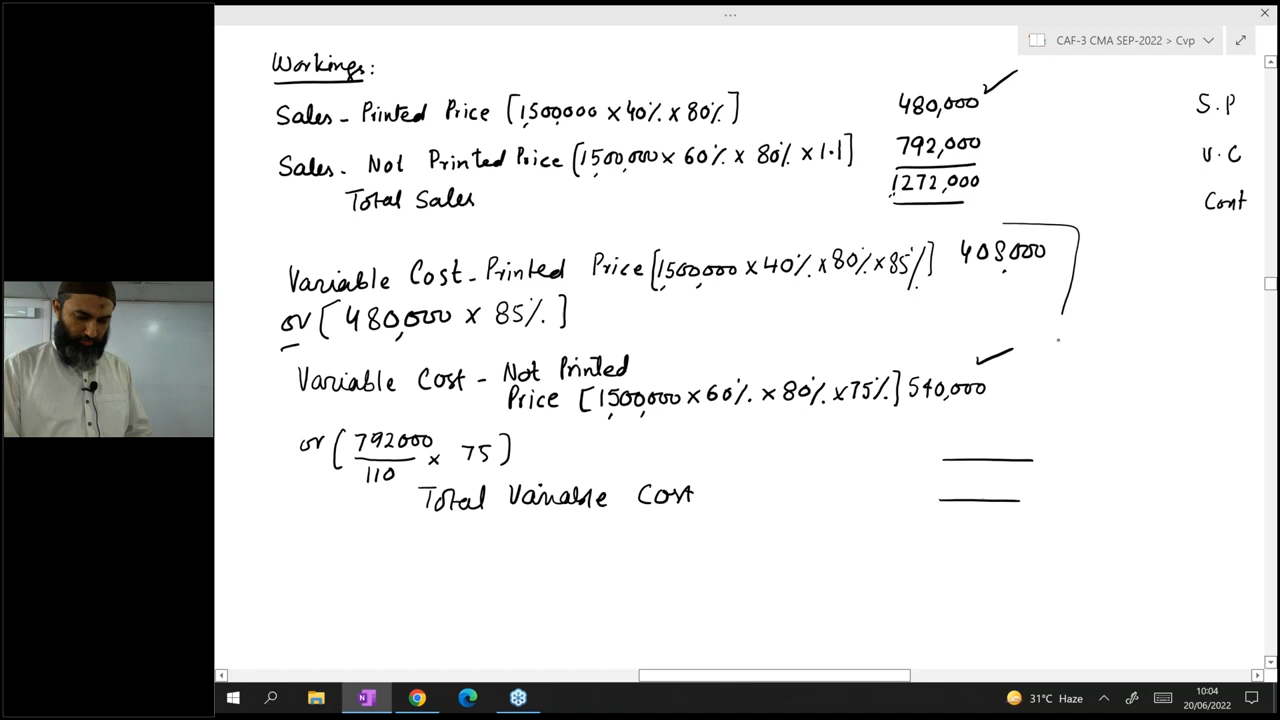 CAF-3 CMA SEP-2022 > Cvp
Workings:
Sales - Printed Price [1500000 × 40% × 80%] 480,000 S.P
Sales - Not Printed Price [1500,000 × 60% × 80% × 1.1] 792,000 V.C
Total Sales 1272,000 Cont
Variable Cost - Printed Price [1500000 × 40% × 80% × 85%] 408000
or [480,000 × 85%]
Variable Cost - Not Printed
Price [1500000 × 60% × 80% × 75%] 540,000
or (792000/110 × 75)
Total Variable Cost
31°C Haze
10:04
20/06/2022